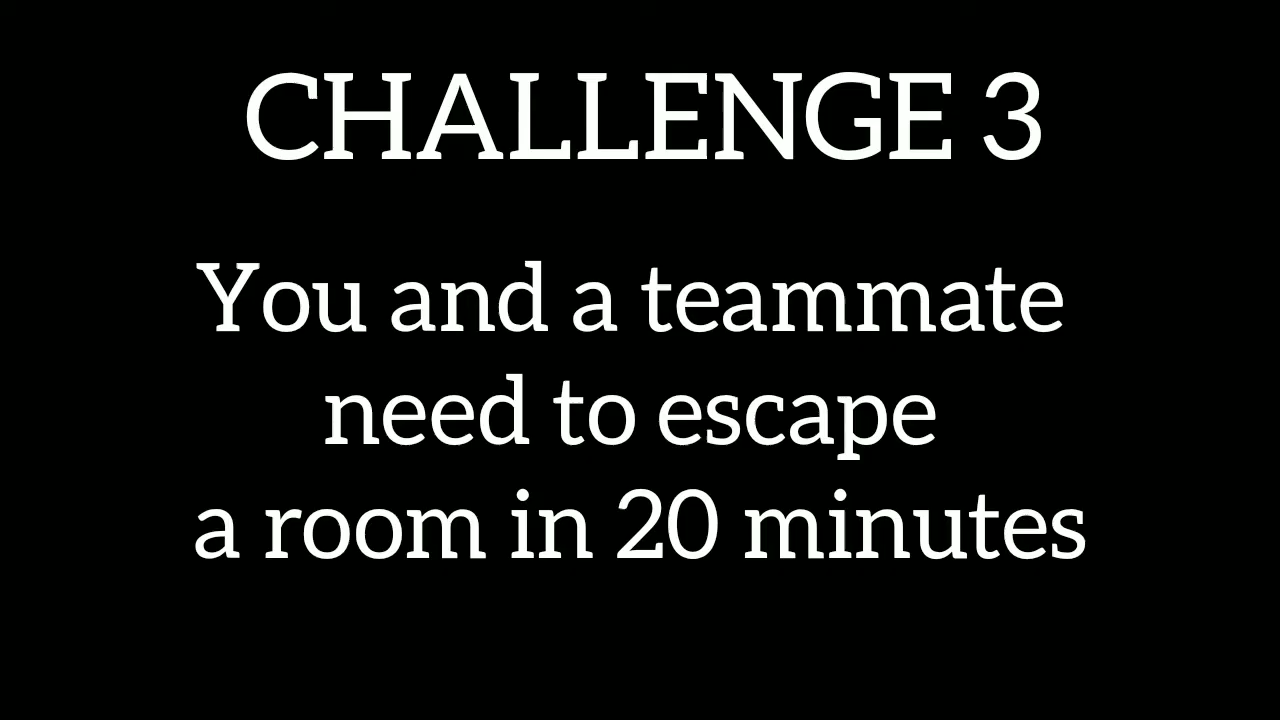 CHALLENGE 3
You and a teammate
need to escape
a room in 20 minutes